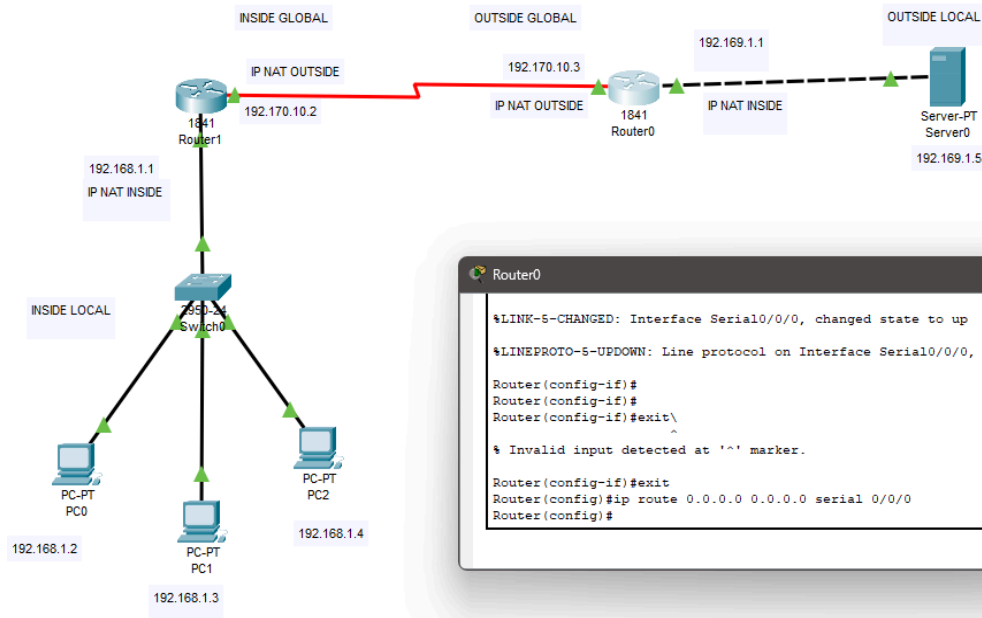 INSIDE GLOBAL
OUTSIDE GLOBAL
OUTSIDE LOCAL
192.169.1.1
IP NAT OUTSIDE
192.170.10.3
192.170.10.2
IP NAT OUTSIDE
IP NAT INSIDE
1841
Router1
1841
Router0
Server-PT
Server0
192.169.1.5
192.168.1.1
IP NAT INSIDE
INSIDE LOCAL
2950-24
Switch0
PC-PT
PC0
PC-PT
PC1
PC-PT
PC2
192.168.1.2
192.168.1.3
192.168.1.4
Router0
%LINK-5-CHANGED: Interface Serial0/0/0, changed state to up
%LINEPROTO-5-UPDOWN: Line protocol on Interface Serial0/0/0,
Router(config-if)#
Router(config-if)#
Router(config-if)#exit\
^
% Invalid input detected at '^' marker.
Router(config-if)#exit
Router(config)#ip route 0.0.0.0 0.0.0.0 serial 0/0/0
Router(config)#